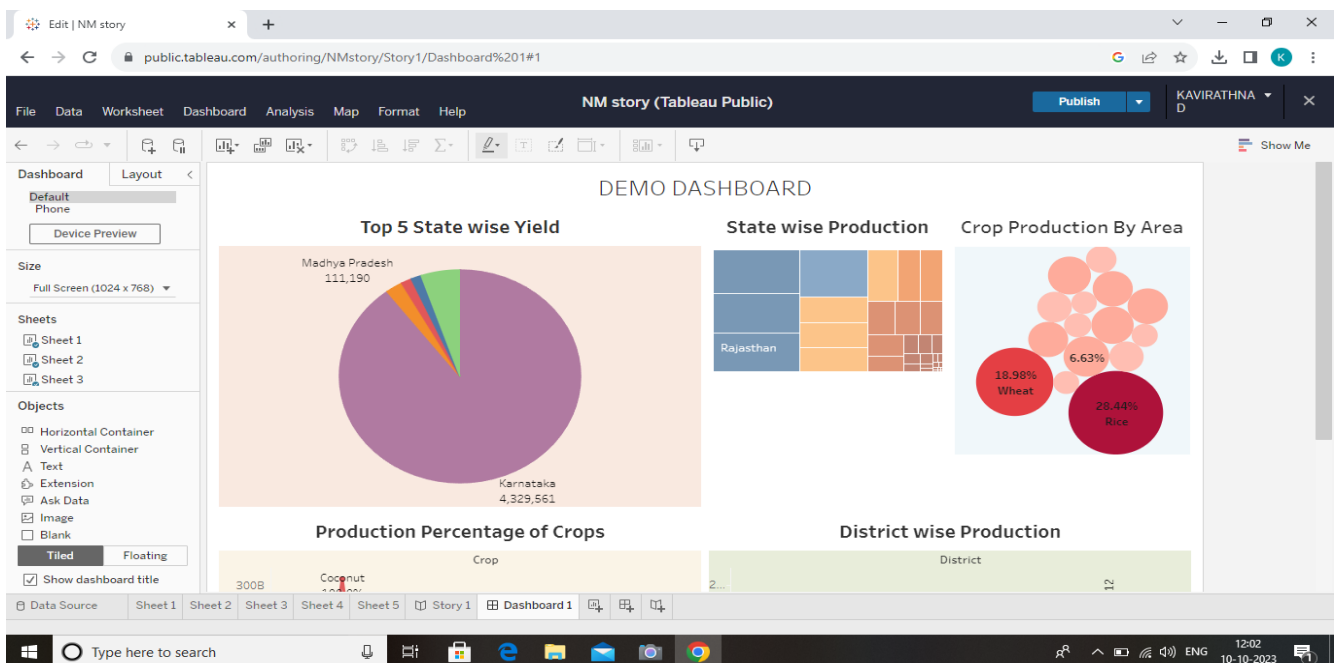 Edit | NM story
public.tableau.com/authoring/NMstory/Story1/Dashboard%201#1
G
K
File Data Worksheet Dashboard Analysis Map Format Help
NM story (Tableau Public)
Publish
KAVIRATHNA
D
Show Me
Dashboard Layout
Default
Phone
Device Preview
Size
Full Screen (1024 x 768)
Sheets
Sheet 1
Sheet 2
Sheet 3
Objects
Horizontal Container
Vertical Container
A Text
Extension
Ask Data
Image
Blank
Tiled Floating
Show dashboard title
DEMO DASHBOARD
Top 5 State wise Yield
Madhya Pradesh
111,190
Karnataka
4,329,561
State wise Production
Rajasthan
Crop Production By Area
6.63%
18.98%
Wheat
28.44%
Rice
Production Percentage of Crops
Crop
300B
Coconut
District wise Production
District
2...
12
Data Source Sheet 1 Sheet 2 Sheet 3 Sheet 4 Sheet 5 Story 1 Dashboard 1
Type here to search
ENG
12:02
10-10-2023